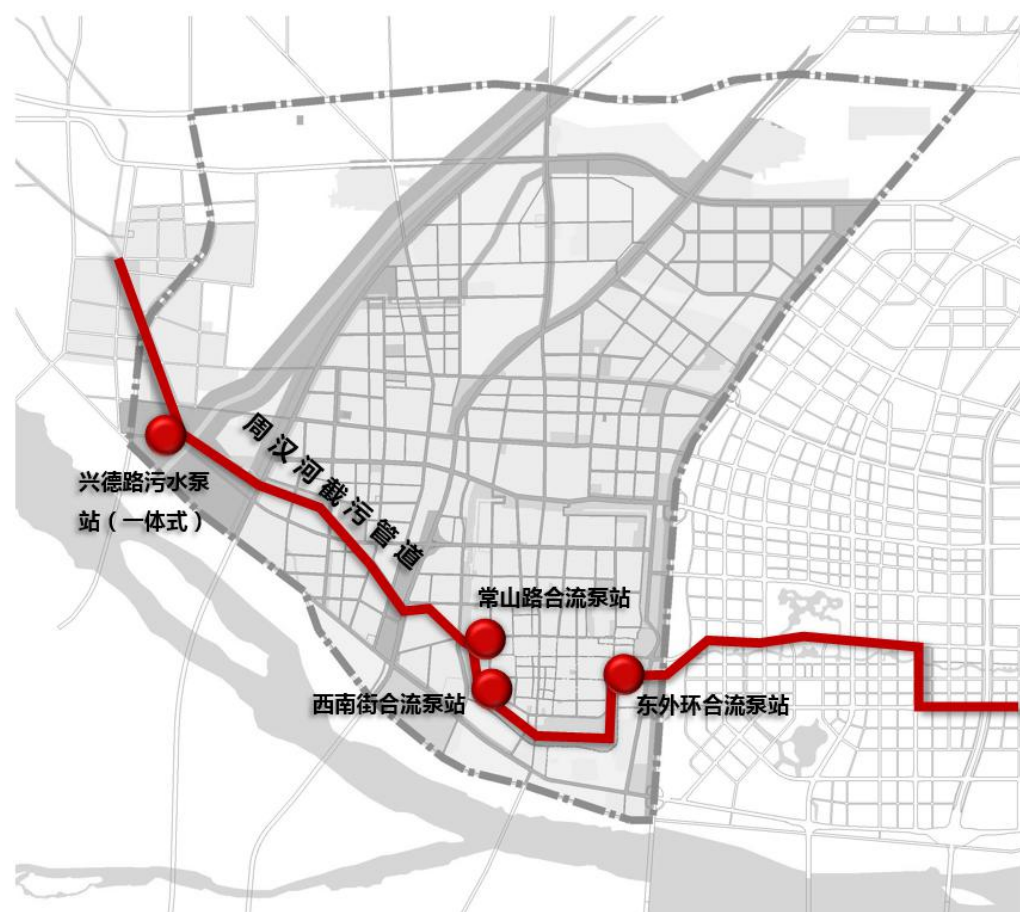 周汉河截污管道
兴德路污水泵
站（一体式）
常山路合流泵站
西南街合流泵站
东外环合流泵站